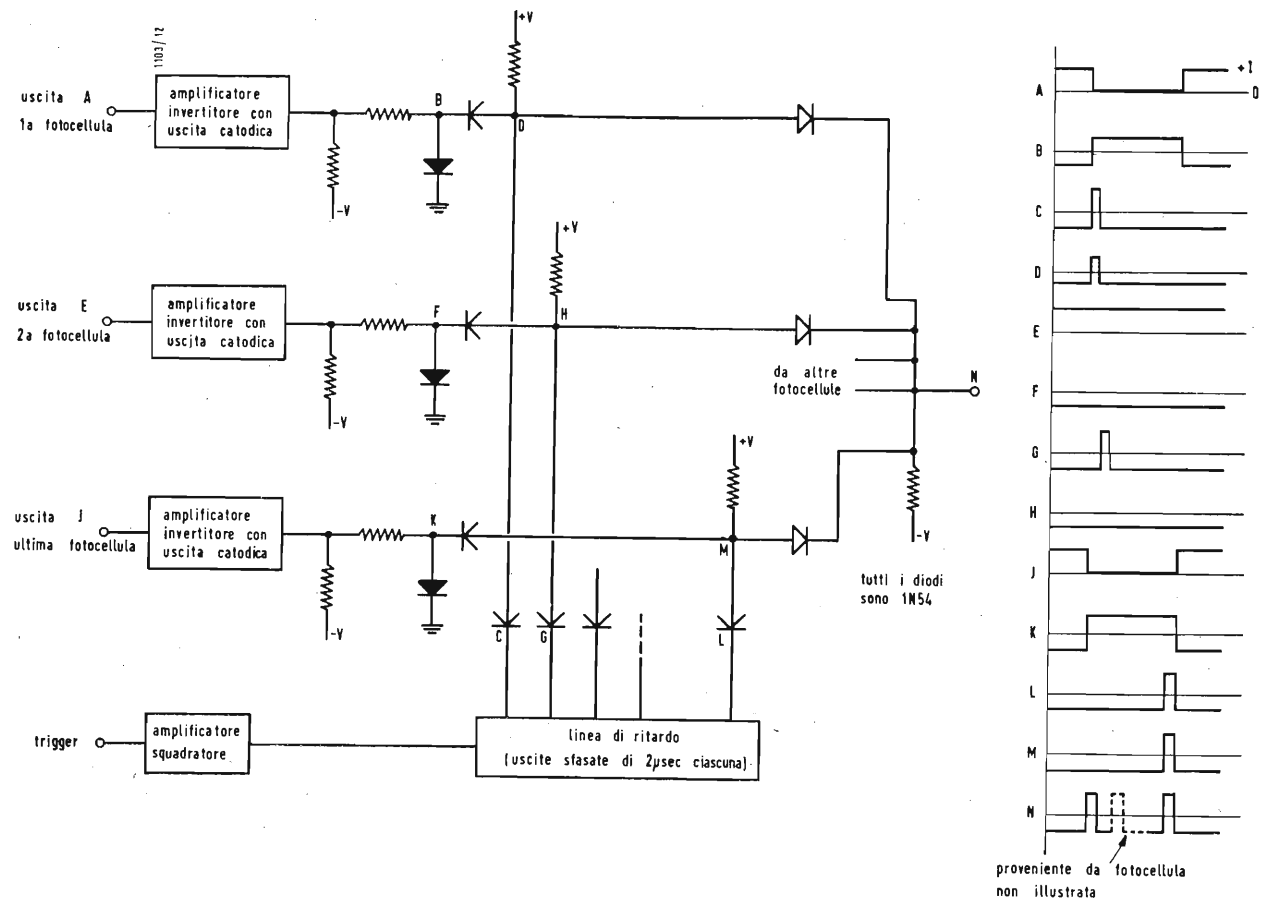 1103/12
+V
uscita A
1a fotocellula
amplificatore
invertitore con
uscita catodica
B
D
-V
+V
uscita E
2a fotocellula
amplificatore
invertitore con
uscita catodica
F
H
-V
da altre
fotocellule
N
+V
uscita J
ultima fotocellula
amplificatore
invertitore con
uscita catodica
K
M
-V
-V
tutti i diodi
sono 1N54
C
G
L
trigger
amplificatore
squadratore
linea di ritardo
(uscite sfasate di 2µsec ciascuna)
A
+I
0
B
C
D
E
F
G
H
J
K
L
M
N
proveniente da fotocellula
non illustrata